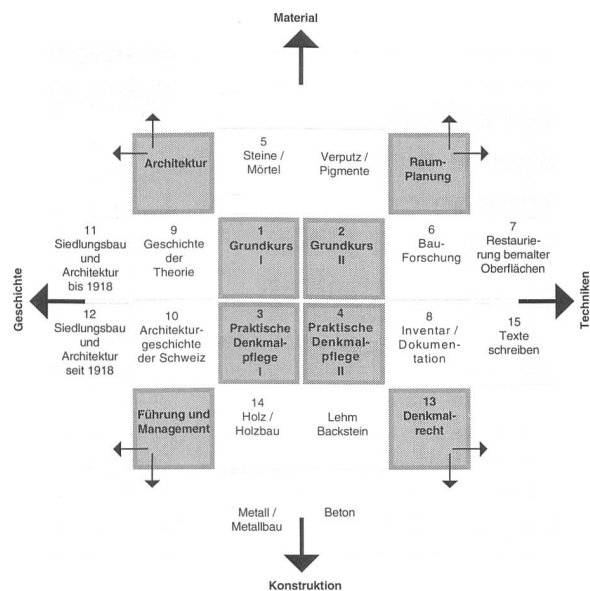 Material
Architektur
5
Steine /
Mörtel
Verputz /
Pigmente
Raum-
Planung
11
Siedlungsbau
und
Architektur
bis 1918
9
Geschichte
der
Theorie
1
Grundkurs
I
2
Grundkurs
II
6
Bau-
Forschung
7
Restaurie-
rung bemalter
Oberflächen
Geschichte
Techniken
12
Siedlungsbau
und
Architektur
seit 1918
10
Architektur-
geschichte
der Schweiz
3
Praktische
Denkmal-
pflege
I
4
Praktische
Denkmal-
pflege
II
8
Inventar /
Dokumen-
tation
15
Texte
schreiben
Führung und
Management
14
Holz /
Holzbau
Lehm
Backstein
13
Denkmal-
recht
Metall /
Metallbau
Beton
Konstruktion